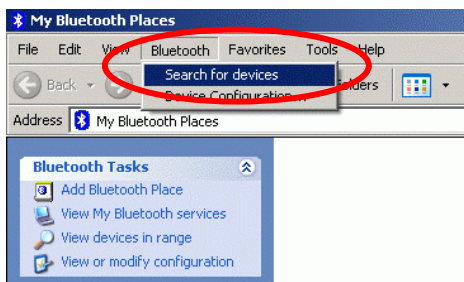 My Bluetooth Places
File Edit View Bluetooth Favorites Tools Help
Back
Search for devices
Device Configuration...
Address My Bluetooth Places
Bluetooth Tasks
Add Bluetooth Place
View My Bluetooth services
View devices in range
View or modify configuration